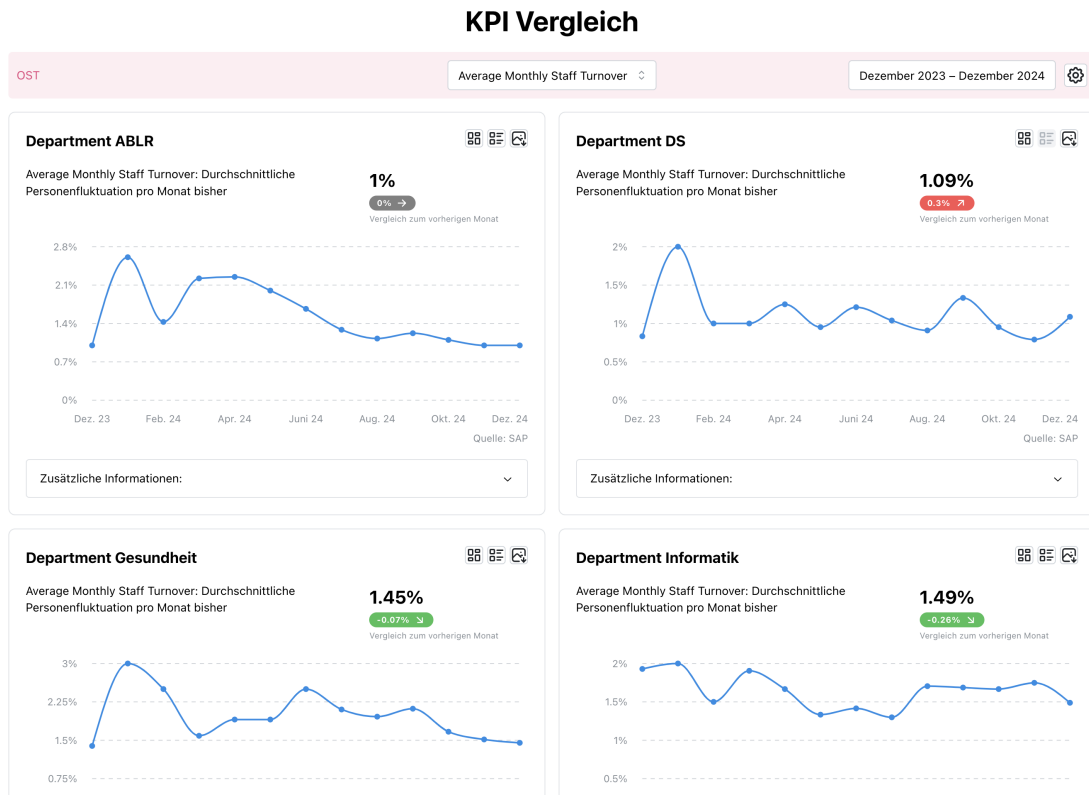 KPI Vergleich
OST
Average Monthly Staff Turnover
Dezember 2023 – Dezember 2024
Department ABLR
Average Monthly Staff Turnover: Durchschnittliche
Personenfluktuation pro Monat bisher
1%
0%
Vergleich zum vorherigen Monat
2.8%
2.1%
1.4%
0.7%
0%
Dez. 23 Feb. 24 Apr. 24 Juni 24 Aug. 24 Okt. 24 Dez. 24
Quelle: SAP
Zusätzliche Informationen:
Department DS
Average Monthly Staff Turnover: Durchschnittliche
Personenfluktuation pro Monat bisher
1.09%
0.3%
Vergleich zum vorherigen Monat
2%
1.5%
1%
0.5%
0%
Dez. 23 Feb. 24 Apr. 24 Juni 24 Aug. 24 Okt. 24 Dez. 24
Quelle: SAP
Zusätzliche Informationen:
Department Gesundheit
Average Monthly Staff Turnover: Durchschnittliche
Personenfluktuation pro Monat bisher
1.45%
-0.07%
Vergleich zum vorherigen Monat
3%
2.25%
1.5%
0.75%
Department Informatik
Average Monthly Staff Turnover: Durchschnittliche
Personenfluktuation pro Monat bisher
1.49%
-0.26%
Vergleich zum vorherigen Monat
2%
1.5%
1%
0.5%